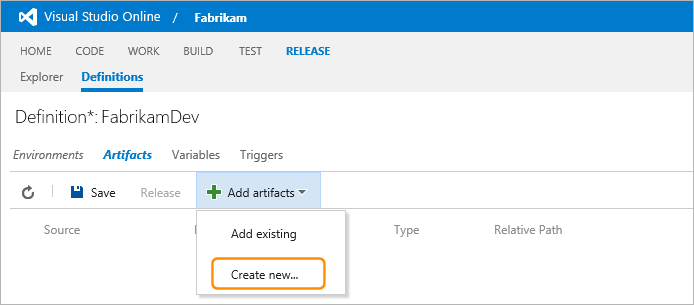 Visual Studio Online / Fabrikam
HOME CODE WORK BUILD TEST RELEASE
Explorer Definitions
Definition*: FabrikamDev
Environments Artifacts Variables Triggers
Save Release Add artifacts
Source Type Relative Path
Add existing
Create new...